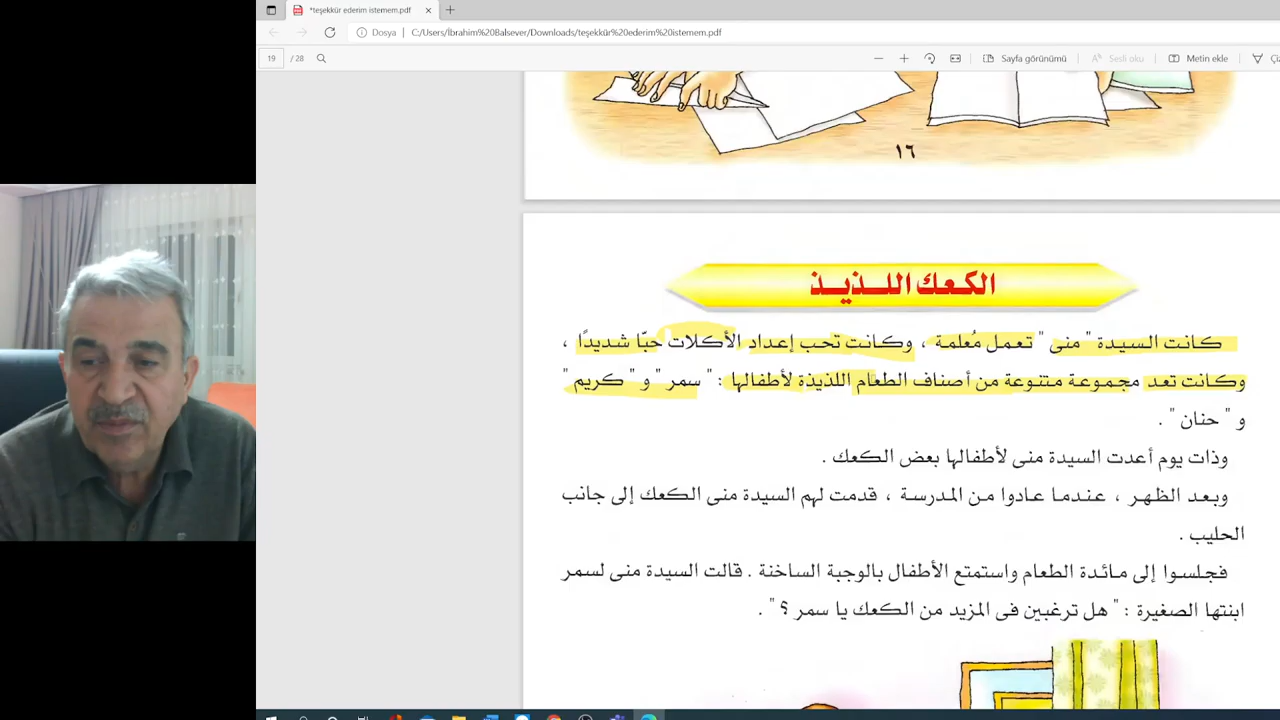 *teşekkür ederim istemem.pdf
Dosya
C:/Users/İbrahim%20Balsever/Downloads/teşekkür%20ederim%20istemem.pdf
19 / 28
Sayfa görünümü
Sesli oku
Metin ekle
١٦
الكعك اللذيذ
كانت السيدة " منى " تعمل مُعلمة ، وكانت تحب إعداد الأكلات حبّا شديدًا ،
وكانت تعد مجموعة متنوعة من أصناف الطعام اللذيذة لأطفالها : " سمر " و " كريم "
و " حنان " .
وذات يوم أعدت السيدة منى لأطفالها بعض الكعك .
وبعد الظهر ، عندما عادوا من المدرسة ، قدمت لهم السيدة منى الكعك إلى جانب
الحليب .
فجلسوا إلى مائدة الطعام واستمتع الأطفال بالوجبة الساخنة . قالت السيدة منى لسمر
ابنتها الصغيرة : " هل ترغبين فى المزيد من الكعك يا سمر ؟ " .